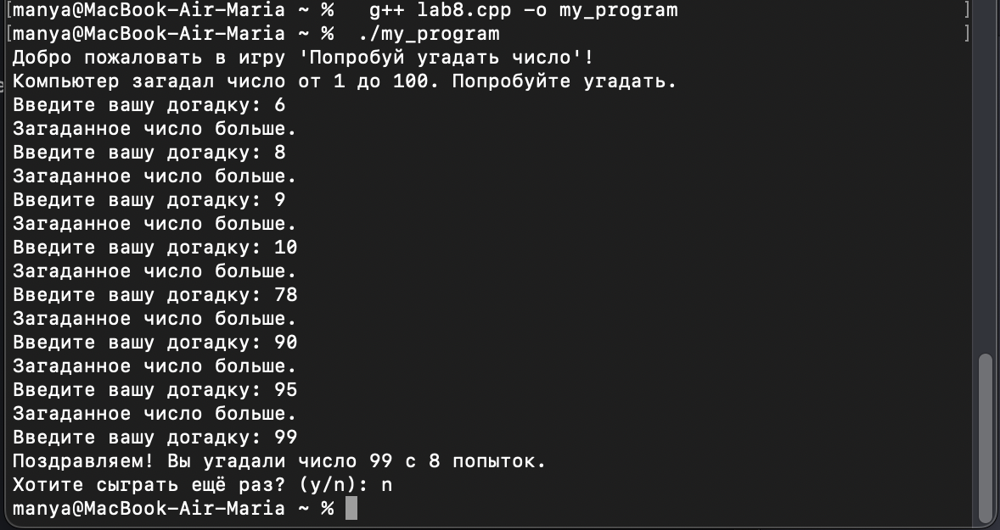 [manya@MacBook-Air-Maria ~ %   g++ lab8.cpp -o my_program ]
[manya@MacBook-Air-Maria ~ %  ./my_program ]
Добро пожаловать в игру 'Попробуй угадать число'!
Компьютер загадал число от 1 до 100. Попробуйте угадать.
Введите вашу догадку: 6
Загаданное число больше.
Введите вашу догадку: 8
Загаданное число больше.
Введите вашу догадку: 9
Загаданное число больше.
Введите вашу догадку: 10
Загаданное число больше.
Введите вашу догадку: 78
Загаданное число больше.
Введите вашу догадку: 90
Загаданное число больше.
Введите вашу догадку: 95
Загаданное число больше.
Введите вашу догадку: 99
Поздравляем! Вы угадали число 99 с 8 попыток.
Хотите сыграть ещё раз? (y/n): n
manya@MacBook-Air-Maria ~ %